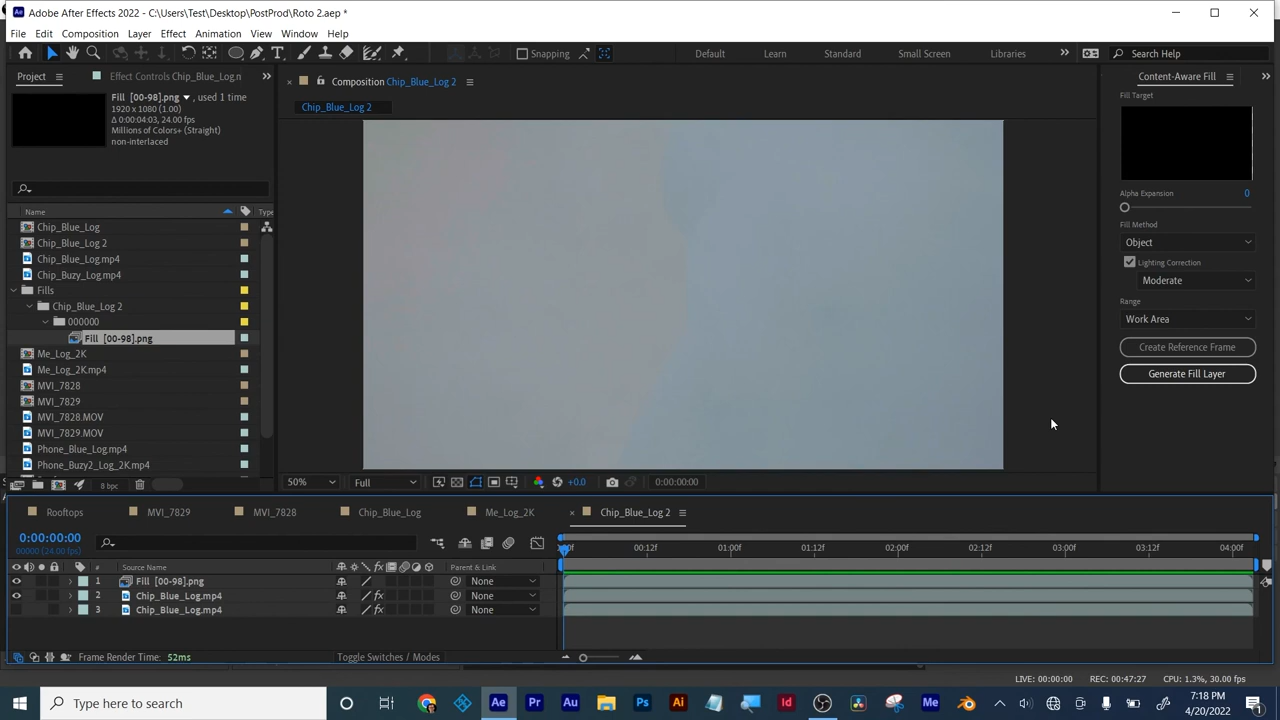 Adobe After Effects 2022 - C:\Users\Test\Desktop\PostProd\Roto 2.aep *
File Edit Composition Layer Effect Animation View Window Help
Snapping Default Learn Standard Small Screen Libraries Search Help
Project Effect Controls Chip_Blue_Log.n
Composition Chip_Blue_Log 2
Content-Aware Fill
Fill [00-98].png , used 1 time
1920 x 1080 (1.00)
Δ 0:00:04:03, 24.00 fps
Millions of Colors+ (Straight)
non-interlaced
Chip_Blue_Log 2
Fill Target
Alpha Expansion 0
Fill Method
Object
Lighting Correction
Moderate
Range
Work Area
Create Reference Frame
Generate Fill Layer
Name Type
Chip_Blue_Log
Chip_Blue_Log 2
Chip_Blue_Log.mp4
Chip_Buzy_Log.mp4
Fills
Chip_Blue_Log 2
000000
Fill [00-98].png
Me_Log_2K
Me_Log_2K.mp4
MVI_7828
MVI_7829
MVI_7828.MOV
MVI_7829.MOV
Phone_Blue_Log.mp4
Phone_Buzy2_Log_2K.mp4
8 bpc
50% Full +0.0 0:00:00:00
Rooftops MVI_7829 MVI_7828 Chip_Blue_Log Me_Log_2K Chip_Blue_Log 2
0:00:00:00
00000 (24.00 fps)
:00f 00:12f 01:00f 01:12f 02:00f 02:12f 03:00f 03:12f 04:00f
# Source Name Parent & Link
1 Fill [00-98].png None
2 Chip_Blue_Log.mp4 None
3 Chip_Blue_Log.mp4 None
Frame Render Time: 52ms Toggle Switches / Modes
LIVE: 00:00:00 REC: 00:47:27 CPU: 1.3%, 30.00 fps
Type here to search
7:18 PM
4/20/2022